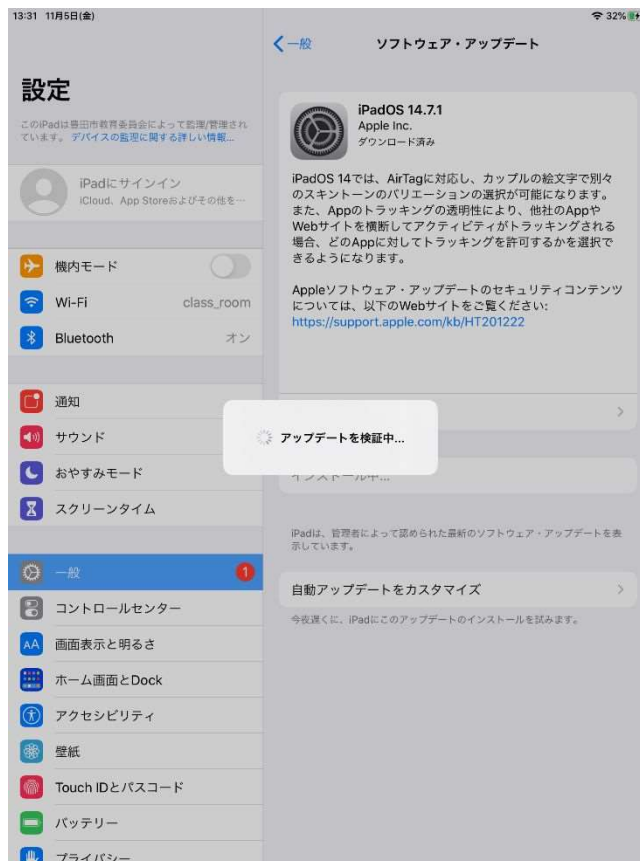 13:31 11月5日(金)
32%
一般
ソフトウェア・アップデート
設定
このiPadは豊田市教育委員会によって監理/管理され
ています。デバイスの監理に関する詳しい情報...
iPadにサインイン
iCloud、App Storeおよびその他を…
機内モード
Wi-Fi class_room
Bluetooth オン
通知
サウンド
おやすみモード
スクリーンタイム
一般 1
コントロールセンター
AA 画面表示と明るさ
ホーム画面とDock
アクセシビリティ
壁紙
Touch IDとパスコード
バッテリー
プライバシー
iPadOS 14.7.1
Apple Inc.
ダウンロード済み
iPadOS 14では、AirTagに対応し、カップルの絵文字で別々
のスキントーンのバリエーションの選択が可能になります。
また、Appのトラッキングの透明性により、他社のAppや
Webサイトを横断してアクティビティがトラッキングされる
場合、どのAppに対してトラッキングを許可するかを選択で
きるようになります。
Appleソフトウェア・アップデートのセキュリティコンテンツ
については、以下のWebサイトをご覧ください:
https://support.apple.com/kb/HT201222
アップデートを検証中...
インストール中...
iPadは、管理者によって認められた最新のソフトウェア・アップデートを表
示しています。
自動アップデートをカスタマイズ
今夜遅くに、iPadにこのアップデートのインストールを試みます。